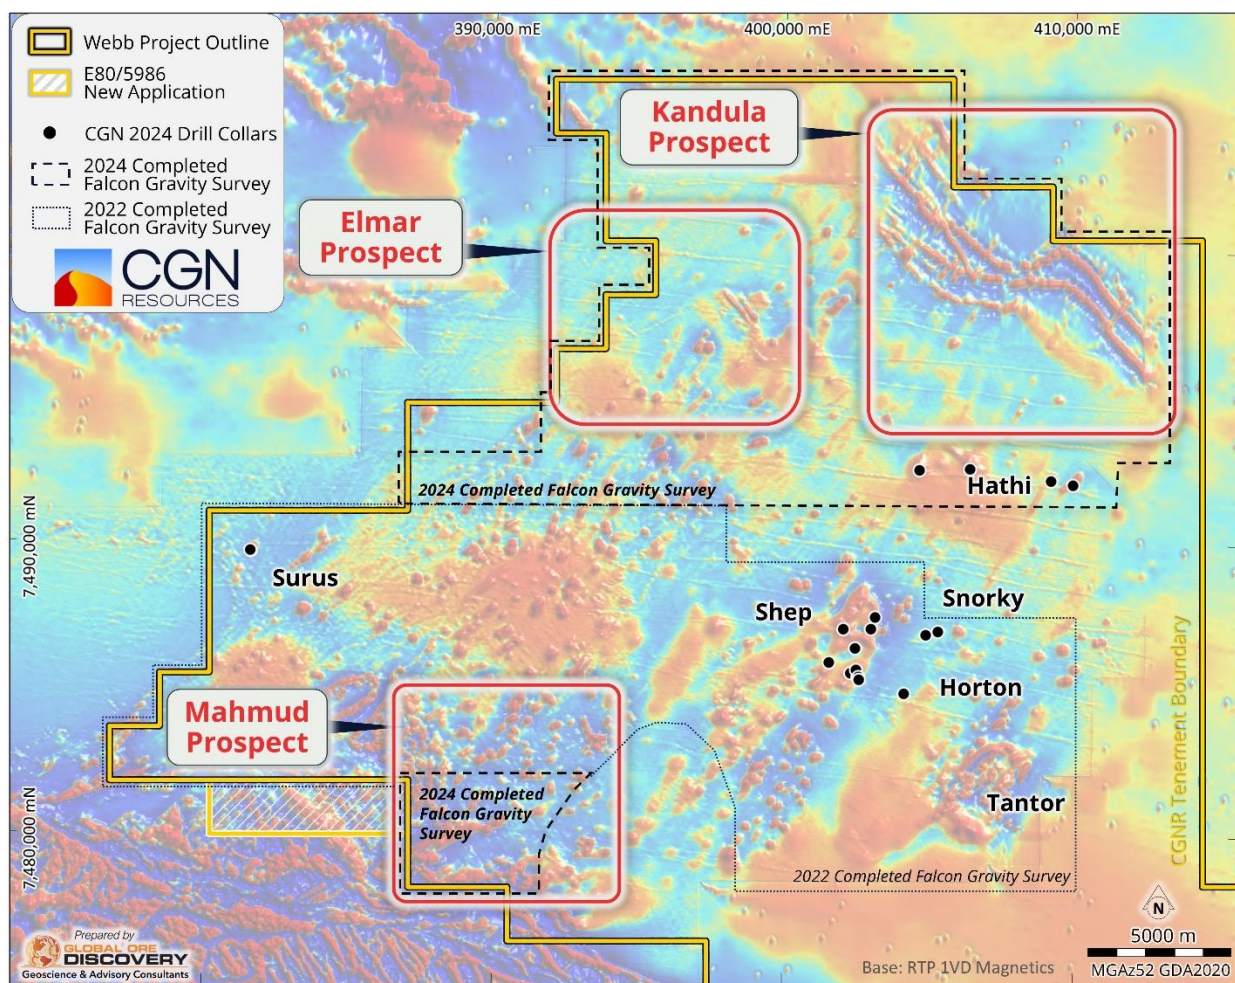 390,000 mE
400,000 mE
410,000 mE
Webb Project Outline
E80/5986
New Application
CGN 2024 Drill Collars
2024 Completed
Falcon Gravity Survey
2022 Completed
Falcon Gravity Survey
CGN
RESOURCES
Kandula
Prospect
Elmar
Prospect
2024 Completed Falcon Gravity Survey
Hathi
7,490,000 mN
Surus
Shep
Snorky
Horton
Mahmud
Prospect
2024 Completed
Falcon Gravity
Survey
Tantor
7,480,000 mN
2022 Completed Falcon Gravity Survey
CGNR Tenement Boundary
N
5000 m
MGAz52 GDA2020
Base: RTP 1VD Magnetics
Prepared by
GLOBAL ORE
DISCOVERY
Geoscience & Advisory Consultants